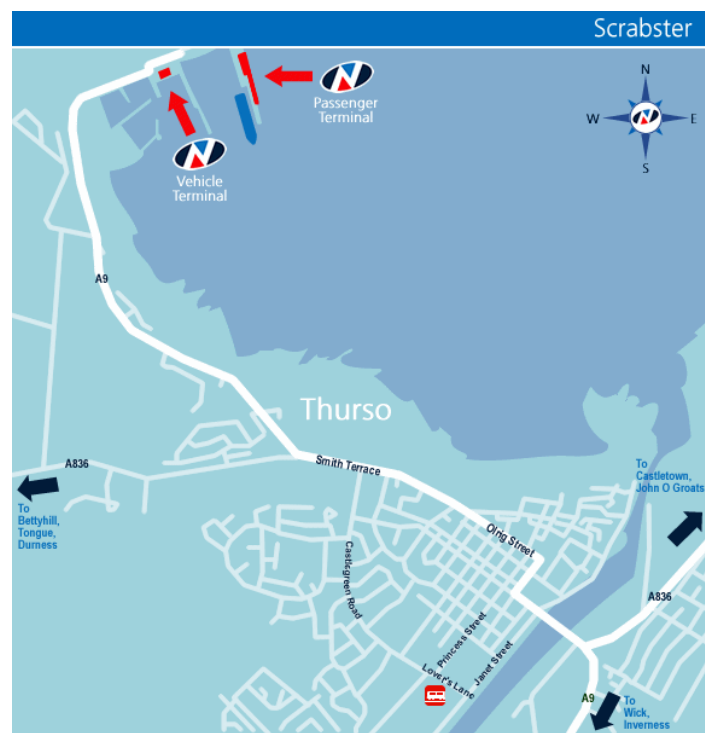 Scrabster
N
W
E
S
Passenger
Terminal
Vehicle
Terminal
A9
Thurso
A836
Smith Terrace
To
Castletown,
John O Groats
To
Bettyhill,
Tongue,
Durness
Olrig Street
Castlegreen Road
A836
Princess Street
Janet Street
Lover's Lane
A9
To
Wick,
Inverness